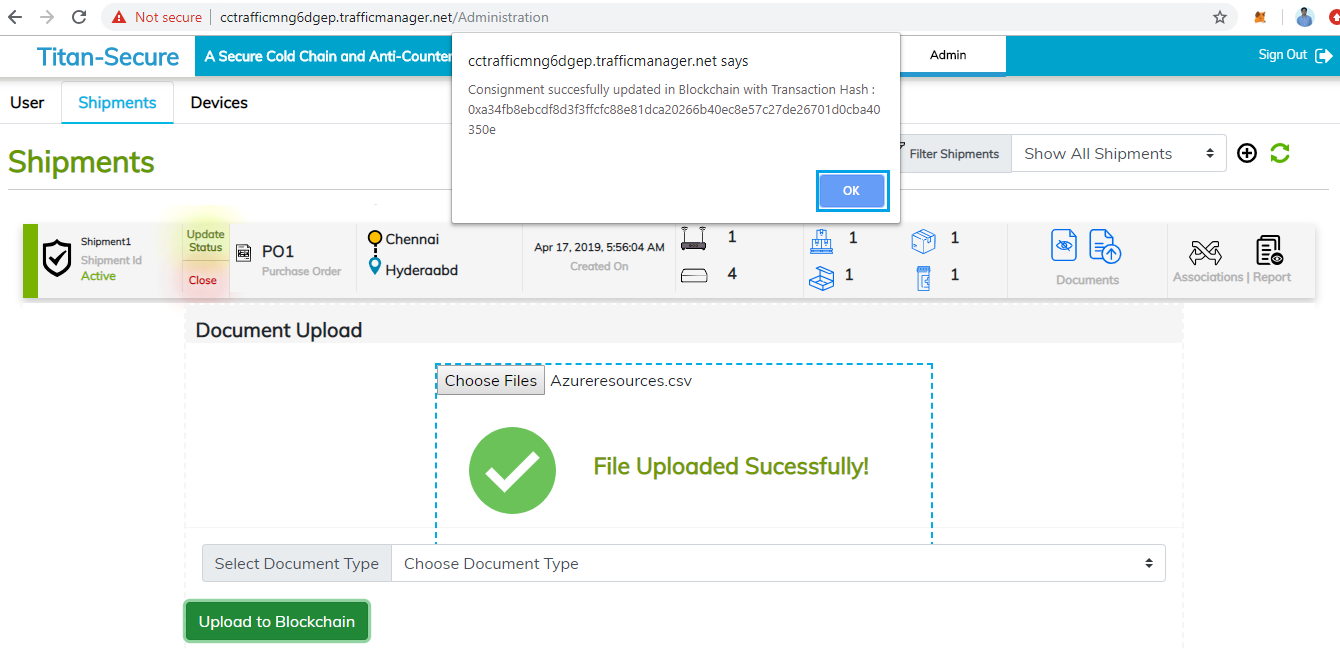 Not secure
cctrafficmng6dgep.trafficmanager.net/Administration
Titan-Secure
A Secure Cold Chain and Anti-Counter
Admin
Sign Out
cctrafficmng6dgep.trafficmanager.net says
Consignment succesfully updated in Blockchain with Transaction Hash :
0xa34fb8ebcdf8d3f3ffcfc88e81dca20266b40ec8e57c27de26701d0cba40
350e
OK
User
Shipments
Devices
Shipments
Filter Shipments
Show All Shipments
Shipment1
Shipment Id
Active
Update
Status
Close
PO1
Purchase Order
Chennai
Hyderaabd
Apr 17, 2019, 5:56:04 AM
Created On
1
4
1
1
1
1
Documents
Associations | Report
Document Upload
Choose Files
Azureresources.csv
File Uploaded Sucessfully!
Select Document Type
Choose Document Type
Upload to Blockchain